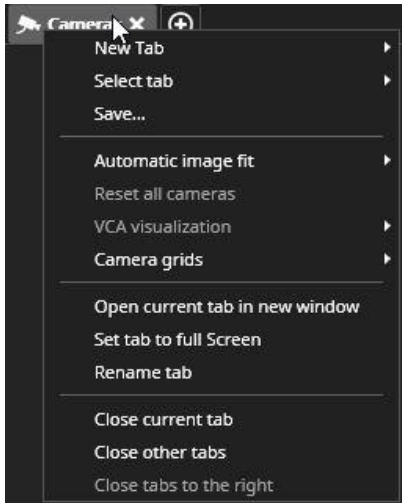 Camera
New Tab
Select tab
Save...
Automatic image fit
Reset all cameras
VCA visualization
Camera grids
Open current tab in new window
Set tab to full Screen
Rename tab
Close current tab
Close other tabs
Close tabs to the right